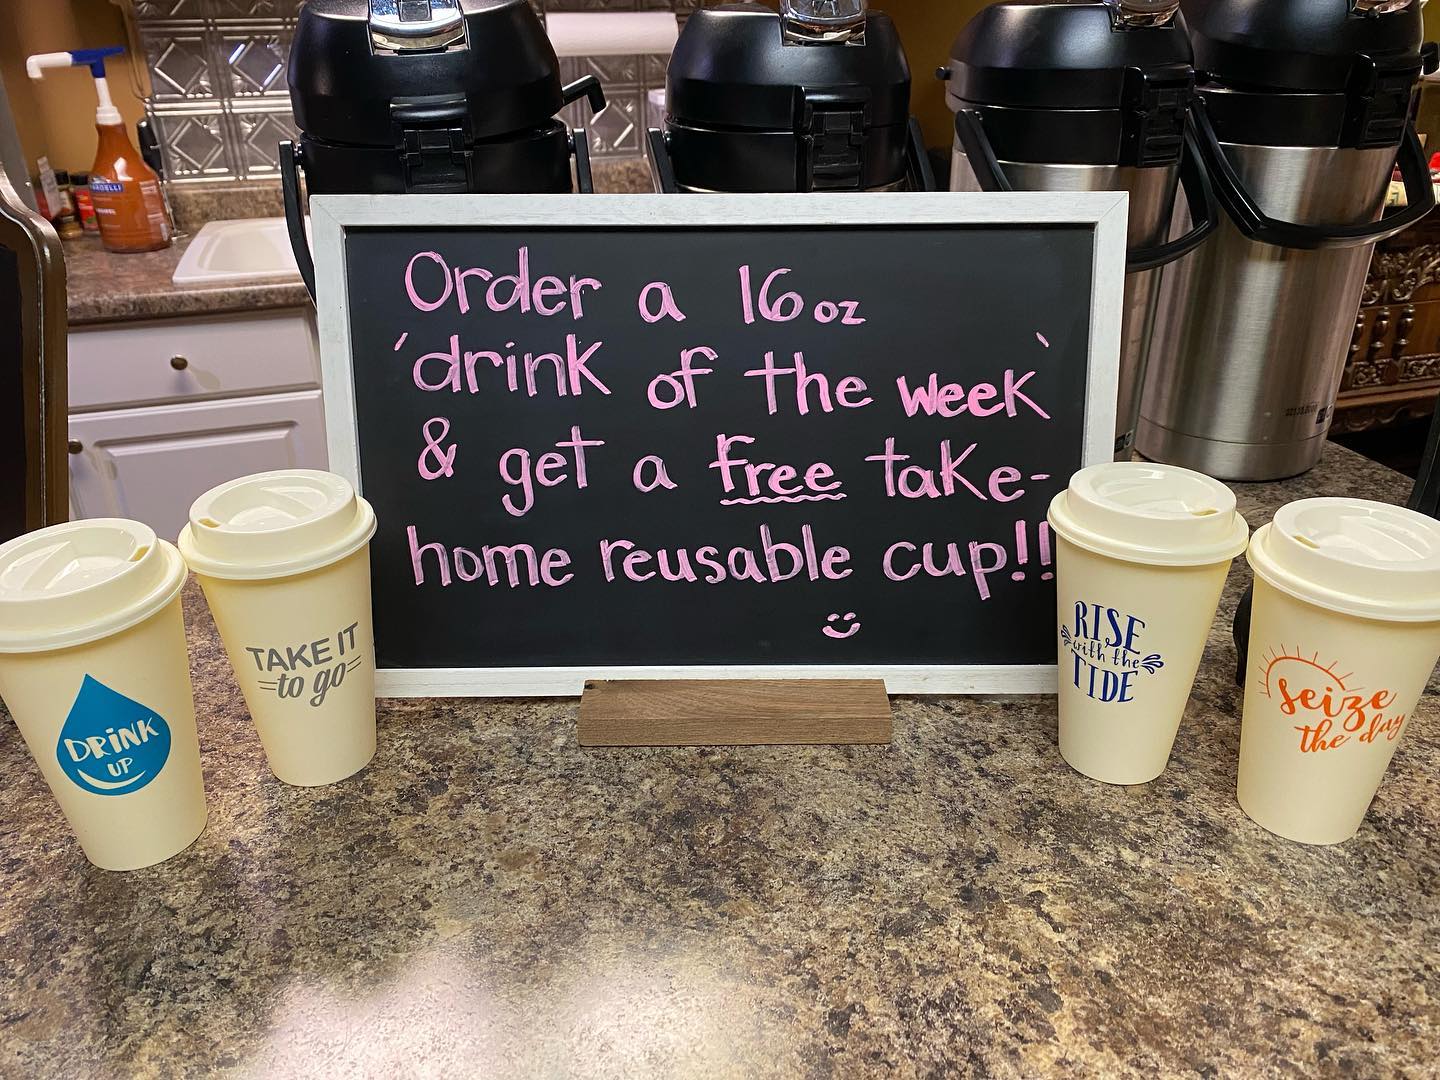 Order a 16oz
'drink of the week'
& get a free take-
home reusable cup!!
DRINK
UP
TAKE IT
to go
RISE
with the
TIDE
seize
the day